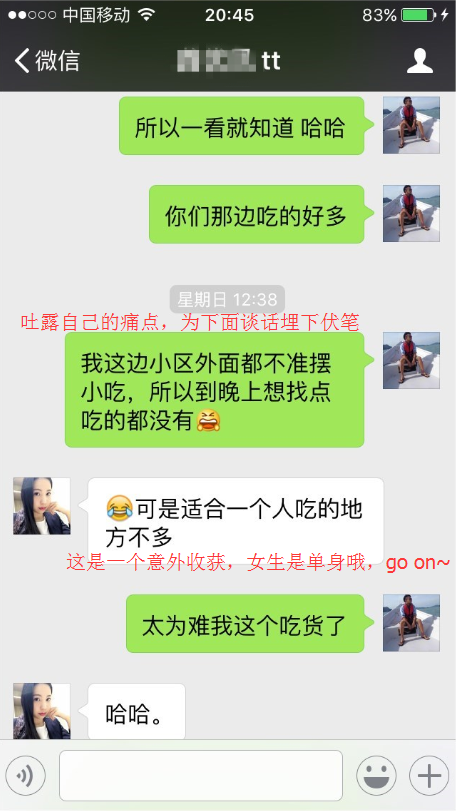 中国移动 20:45 83%
微信 tt
所以一看就知道 哈哈
你们那边吃的好多
星期日 12:38
吐露自己的痛点，为下面谈话埋下伏笔
我这边小区外面都不准摆
小吃，所以到晚上想找点
吃的都没有
可是适合一个人吃的地
方不多
这是一个意外收获，女生是单身哦，go on~
太为难我这个吃货了
哈哈。